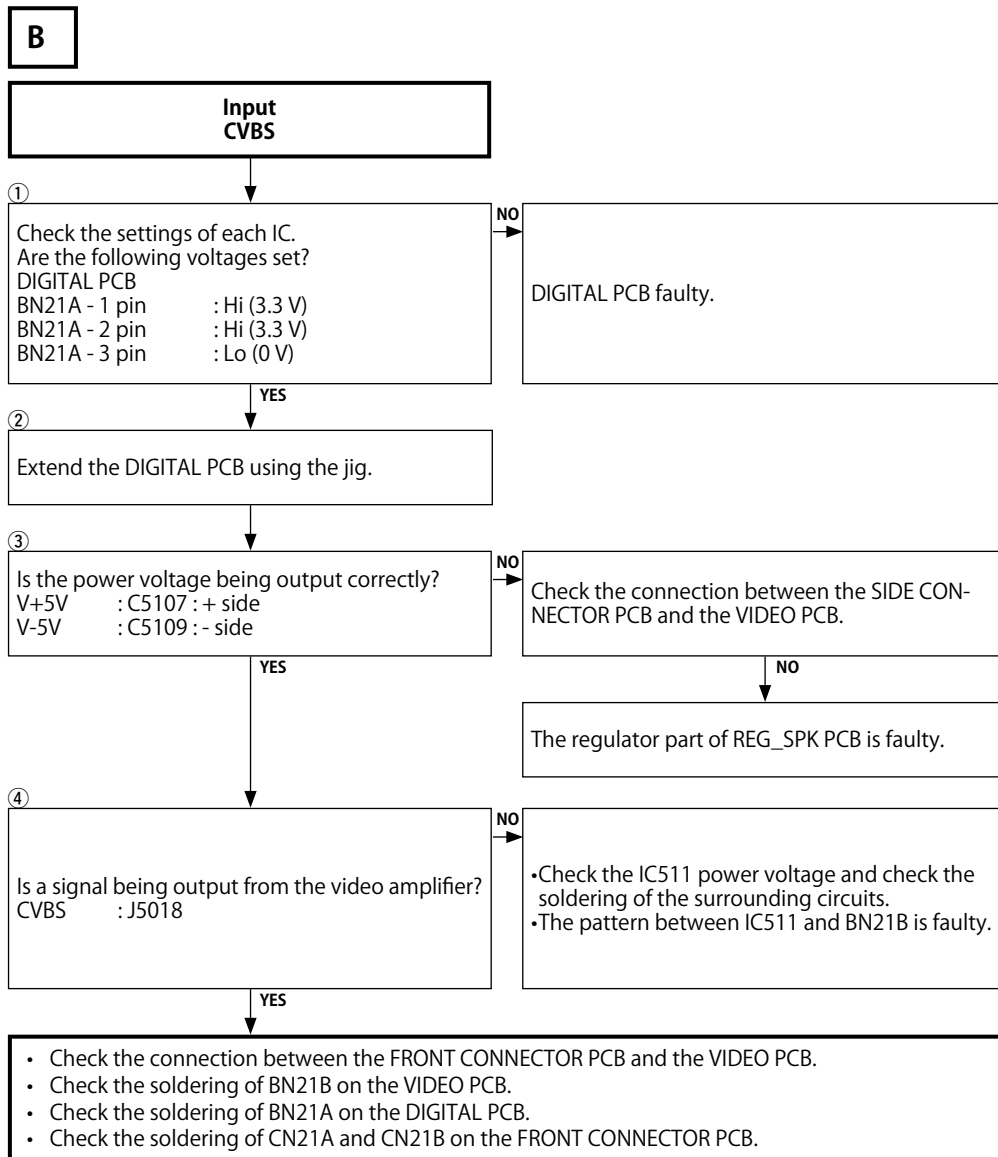 B
Input
CVBS
①
Check the settings of each IC.
Are the following voltages set?
DIGITAL PCB
BN21A - 1 pin : Hi (3.3 V)
BN21A - 2 pin : Hi (3.3 V)
BN21A - 3 pin : Lo (0 V)
NO
DIGITAL PCB faulty.
YES
②
Extend the DIGITAL PCB using the jig.
③
Is the power voltage being output correctly?
V+5V : C5107 : + side
V-5V : C5109 : - side
NO
Check the connection between the SIDE CON-
NECTOR PCB and the VIDEO PCB.
YES
NO
The regulator part of REG_SPK PCB is faulty.
④
Is a signal being output from the video amplifier?
CVBS : J5018
NO
•Check the IC511 power voltage and check the
soldering of the surrounding circuits.
•The pattern between IC511 and BN21B is faulty.
YES
• Check the connection between the FRONT CONNECTOR PCB and the VIDEO PCB.
• Check the soldering of BN21B on the VIDEO PCB.
• Check the soldering of BN21A on the DIGITAL PCB.
• Check the soldering of CN21A and CN21B on the FRONT CONNECTOR PCB.